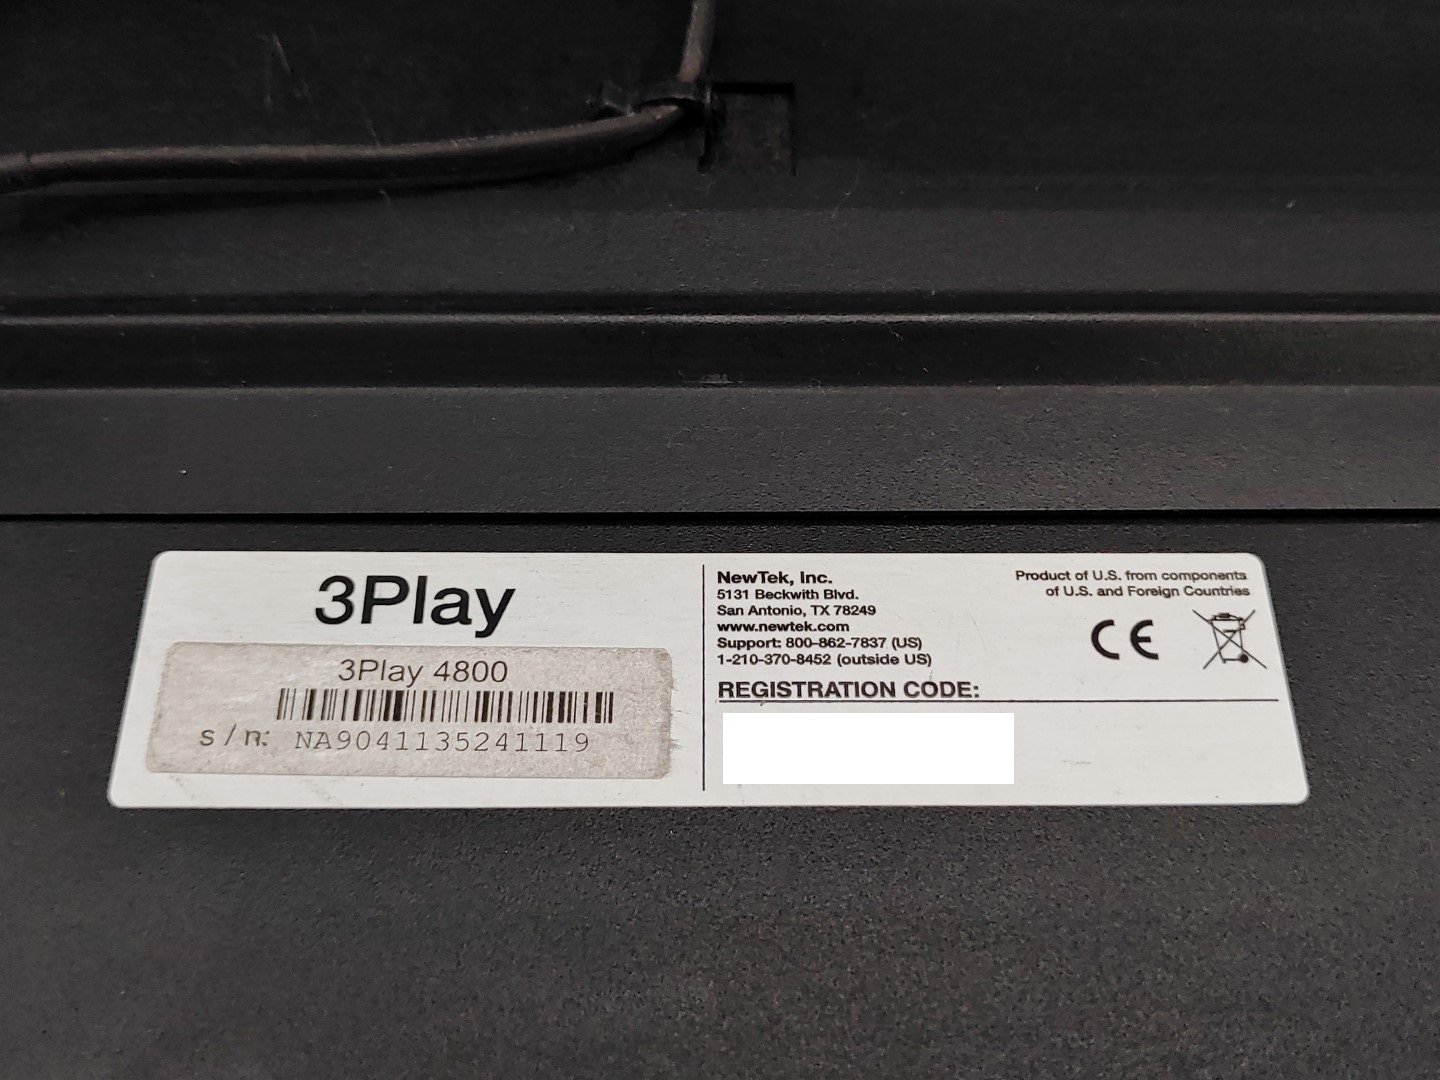 3Play
3Play 4800
s/n: NA9041135241119
NewTek, Inc.
5131 Beckwith Blvd.
San Antonio, TX 78249
www.newtek.com
Support: 800-862-7837 (US)
1-210-370-8452 (outside US)
Product of U.S. from components
of U.S. and Foreign Countries
CE
REGISTRATION CODE: